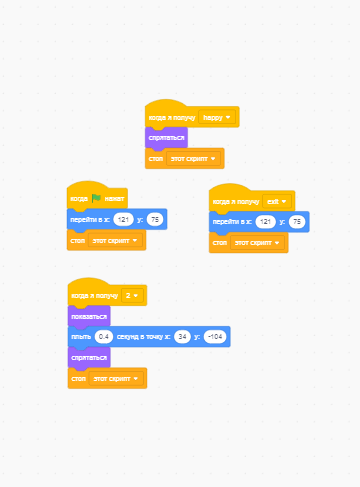 когда я получу happy
спрятаться
стоп этот скрипт
когда нажат
перейти в x: 121 y: 75
стоп этот скрипт
когда я получу exit
перейти в x: 121 y: 75
стоп этот скрипт
когда я получу 2
показаться
плыть 0.4 секунд в точку x: 34 y: -104
спрятаться
стоп этот скрипт